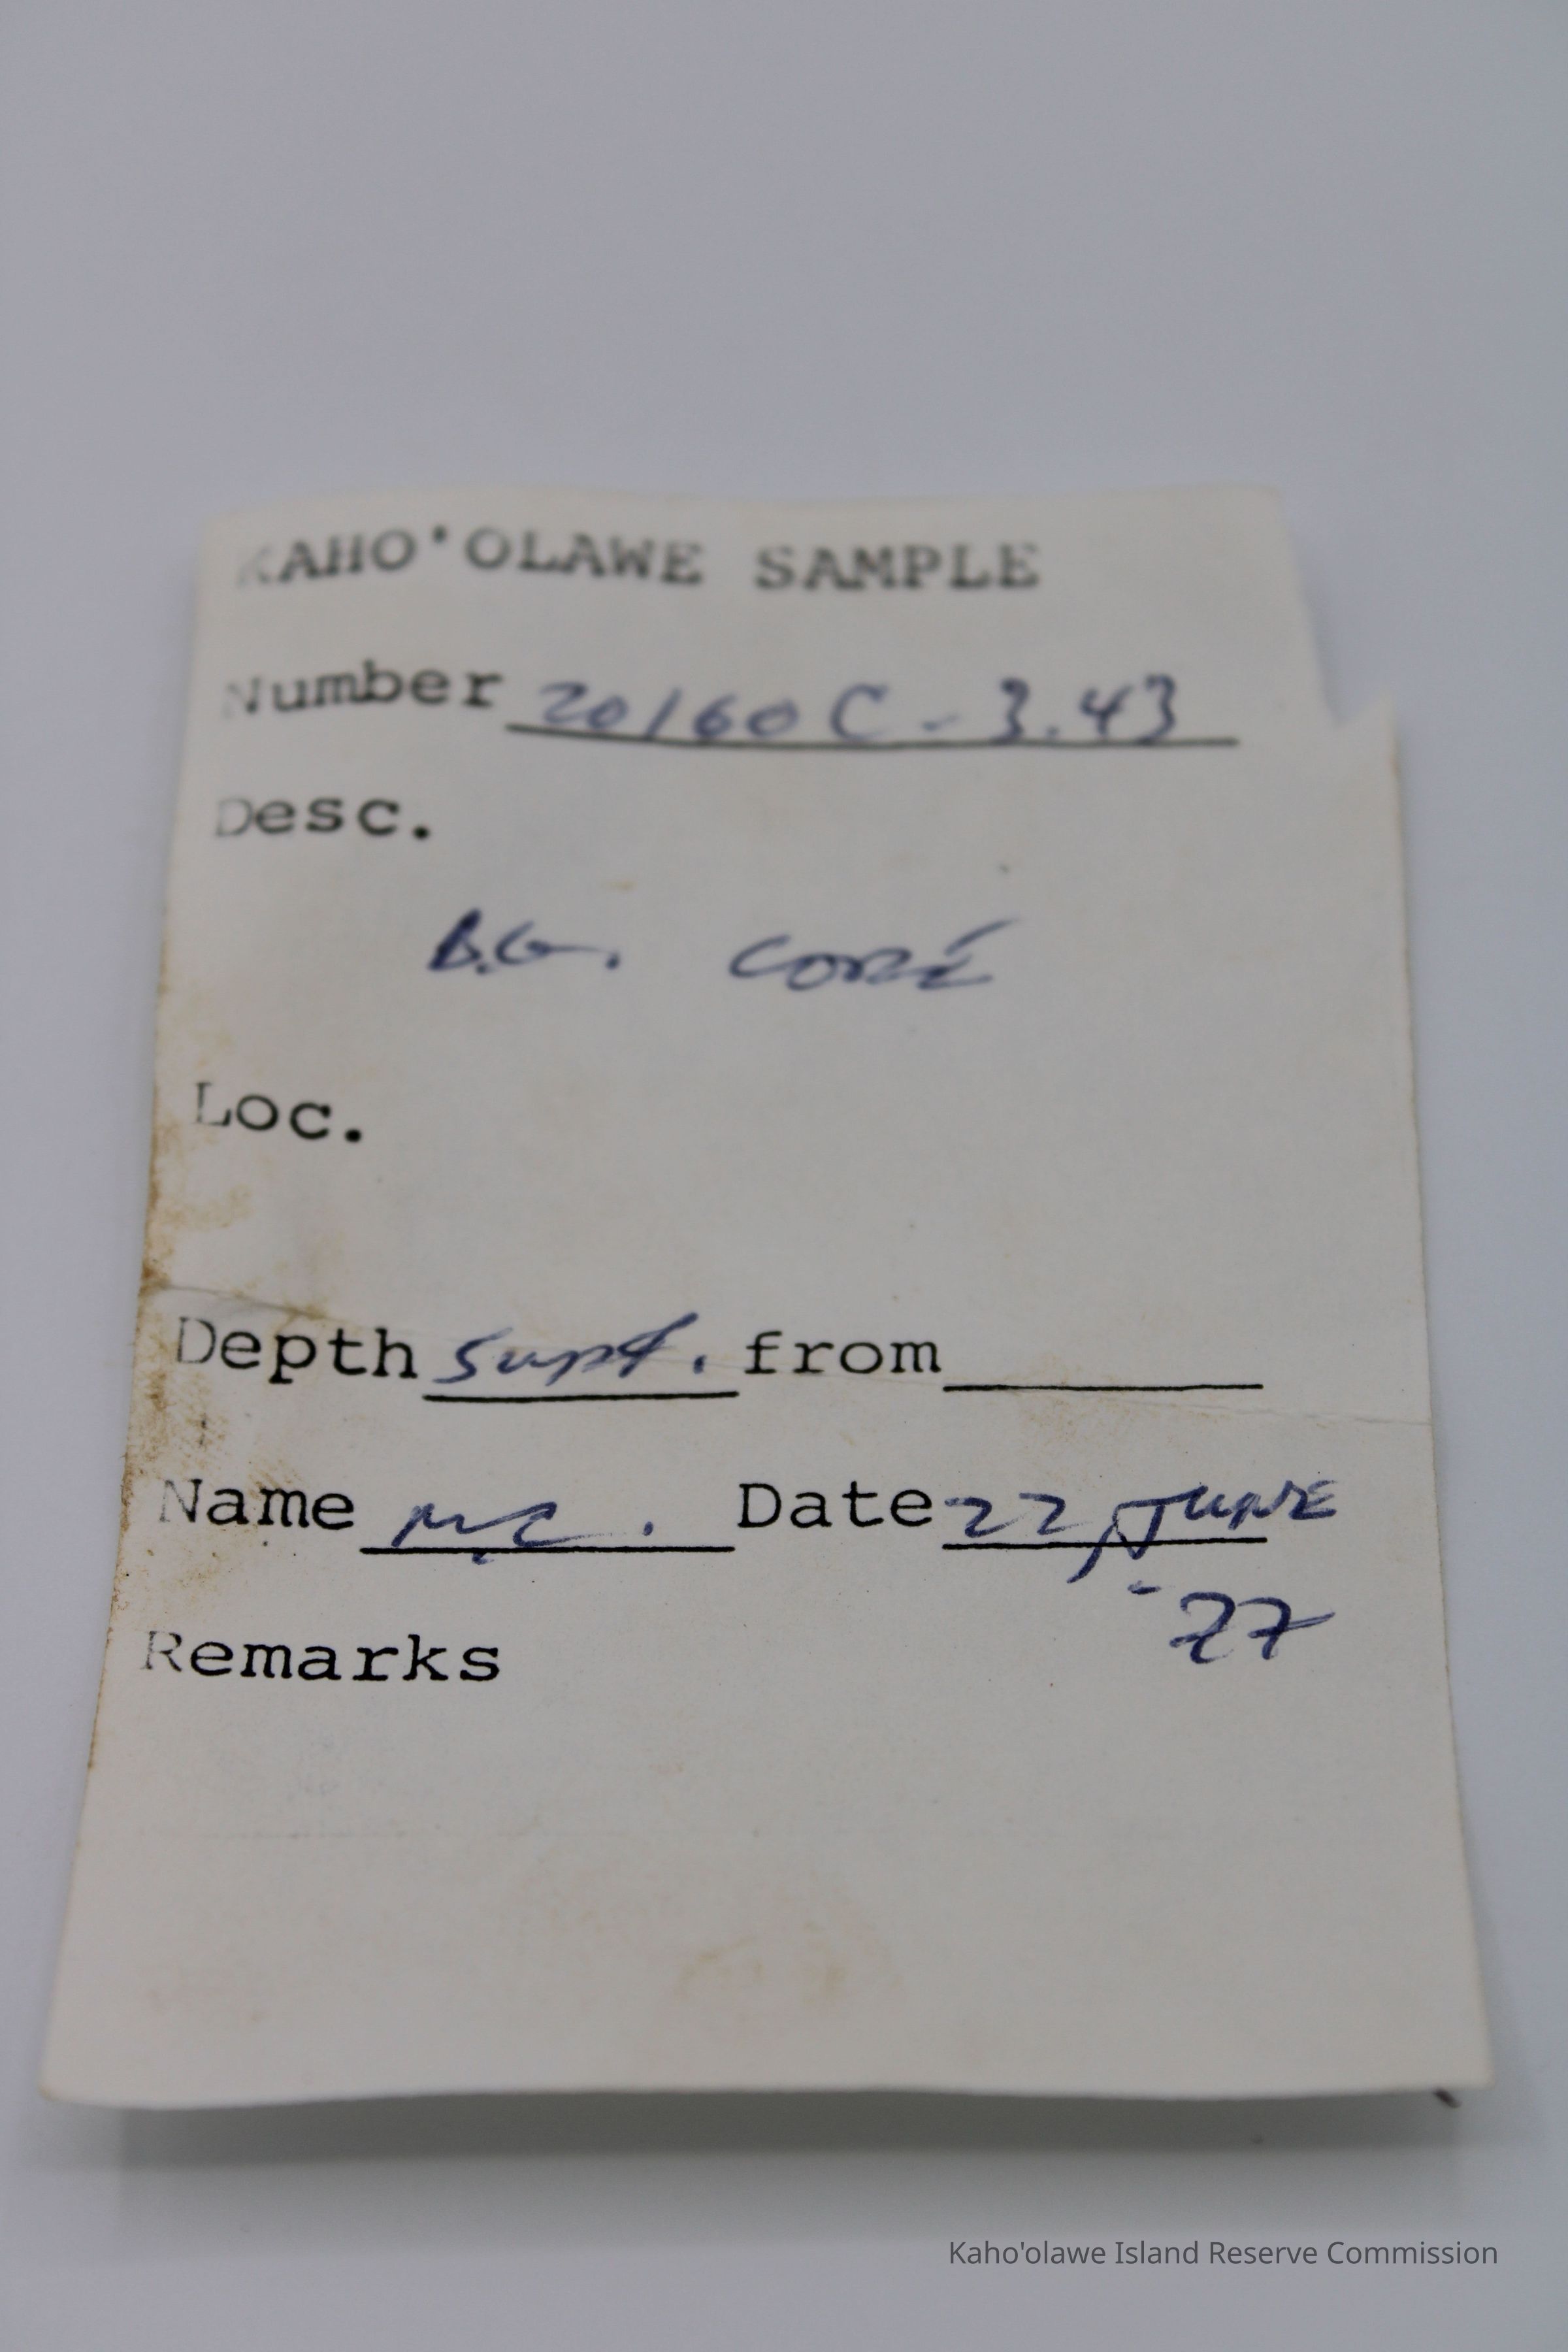 KAHO'OLAWE SAMPLE
Number 20160C-3.43
Desc.
B.G. CORE
Loc.
Depth Surf. from
Name M.C. Date 22 JUNE
-77
Remarks
Kaho'olawe Island Reserve Commission